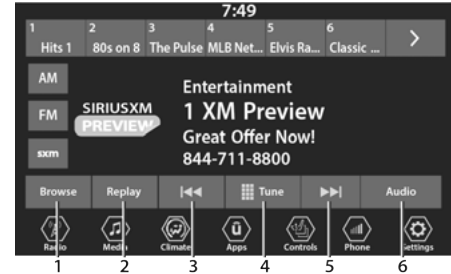 7:49
1 2 3 4 5 6
Hits 1 80s on 8 The Pulse MLB Net... Elvis Ra... Classic ...
AM
FM
sxm
SIRIUSXM
PREVIEW
Entertainment
1 XM Preview
Great Offer Now!
844-711-8800
Browse Replay Tune Audio
Radio Media Climate Apps Controls Phone Settings
1 2 3 4 5 6